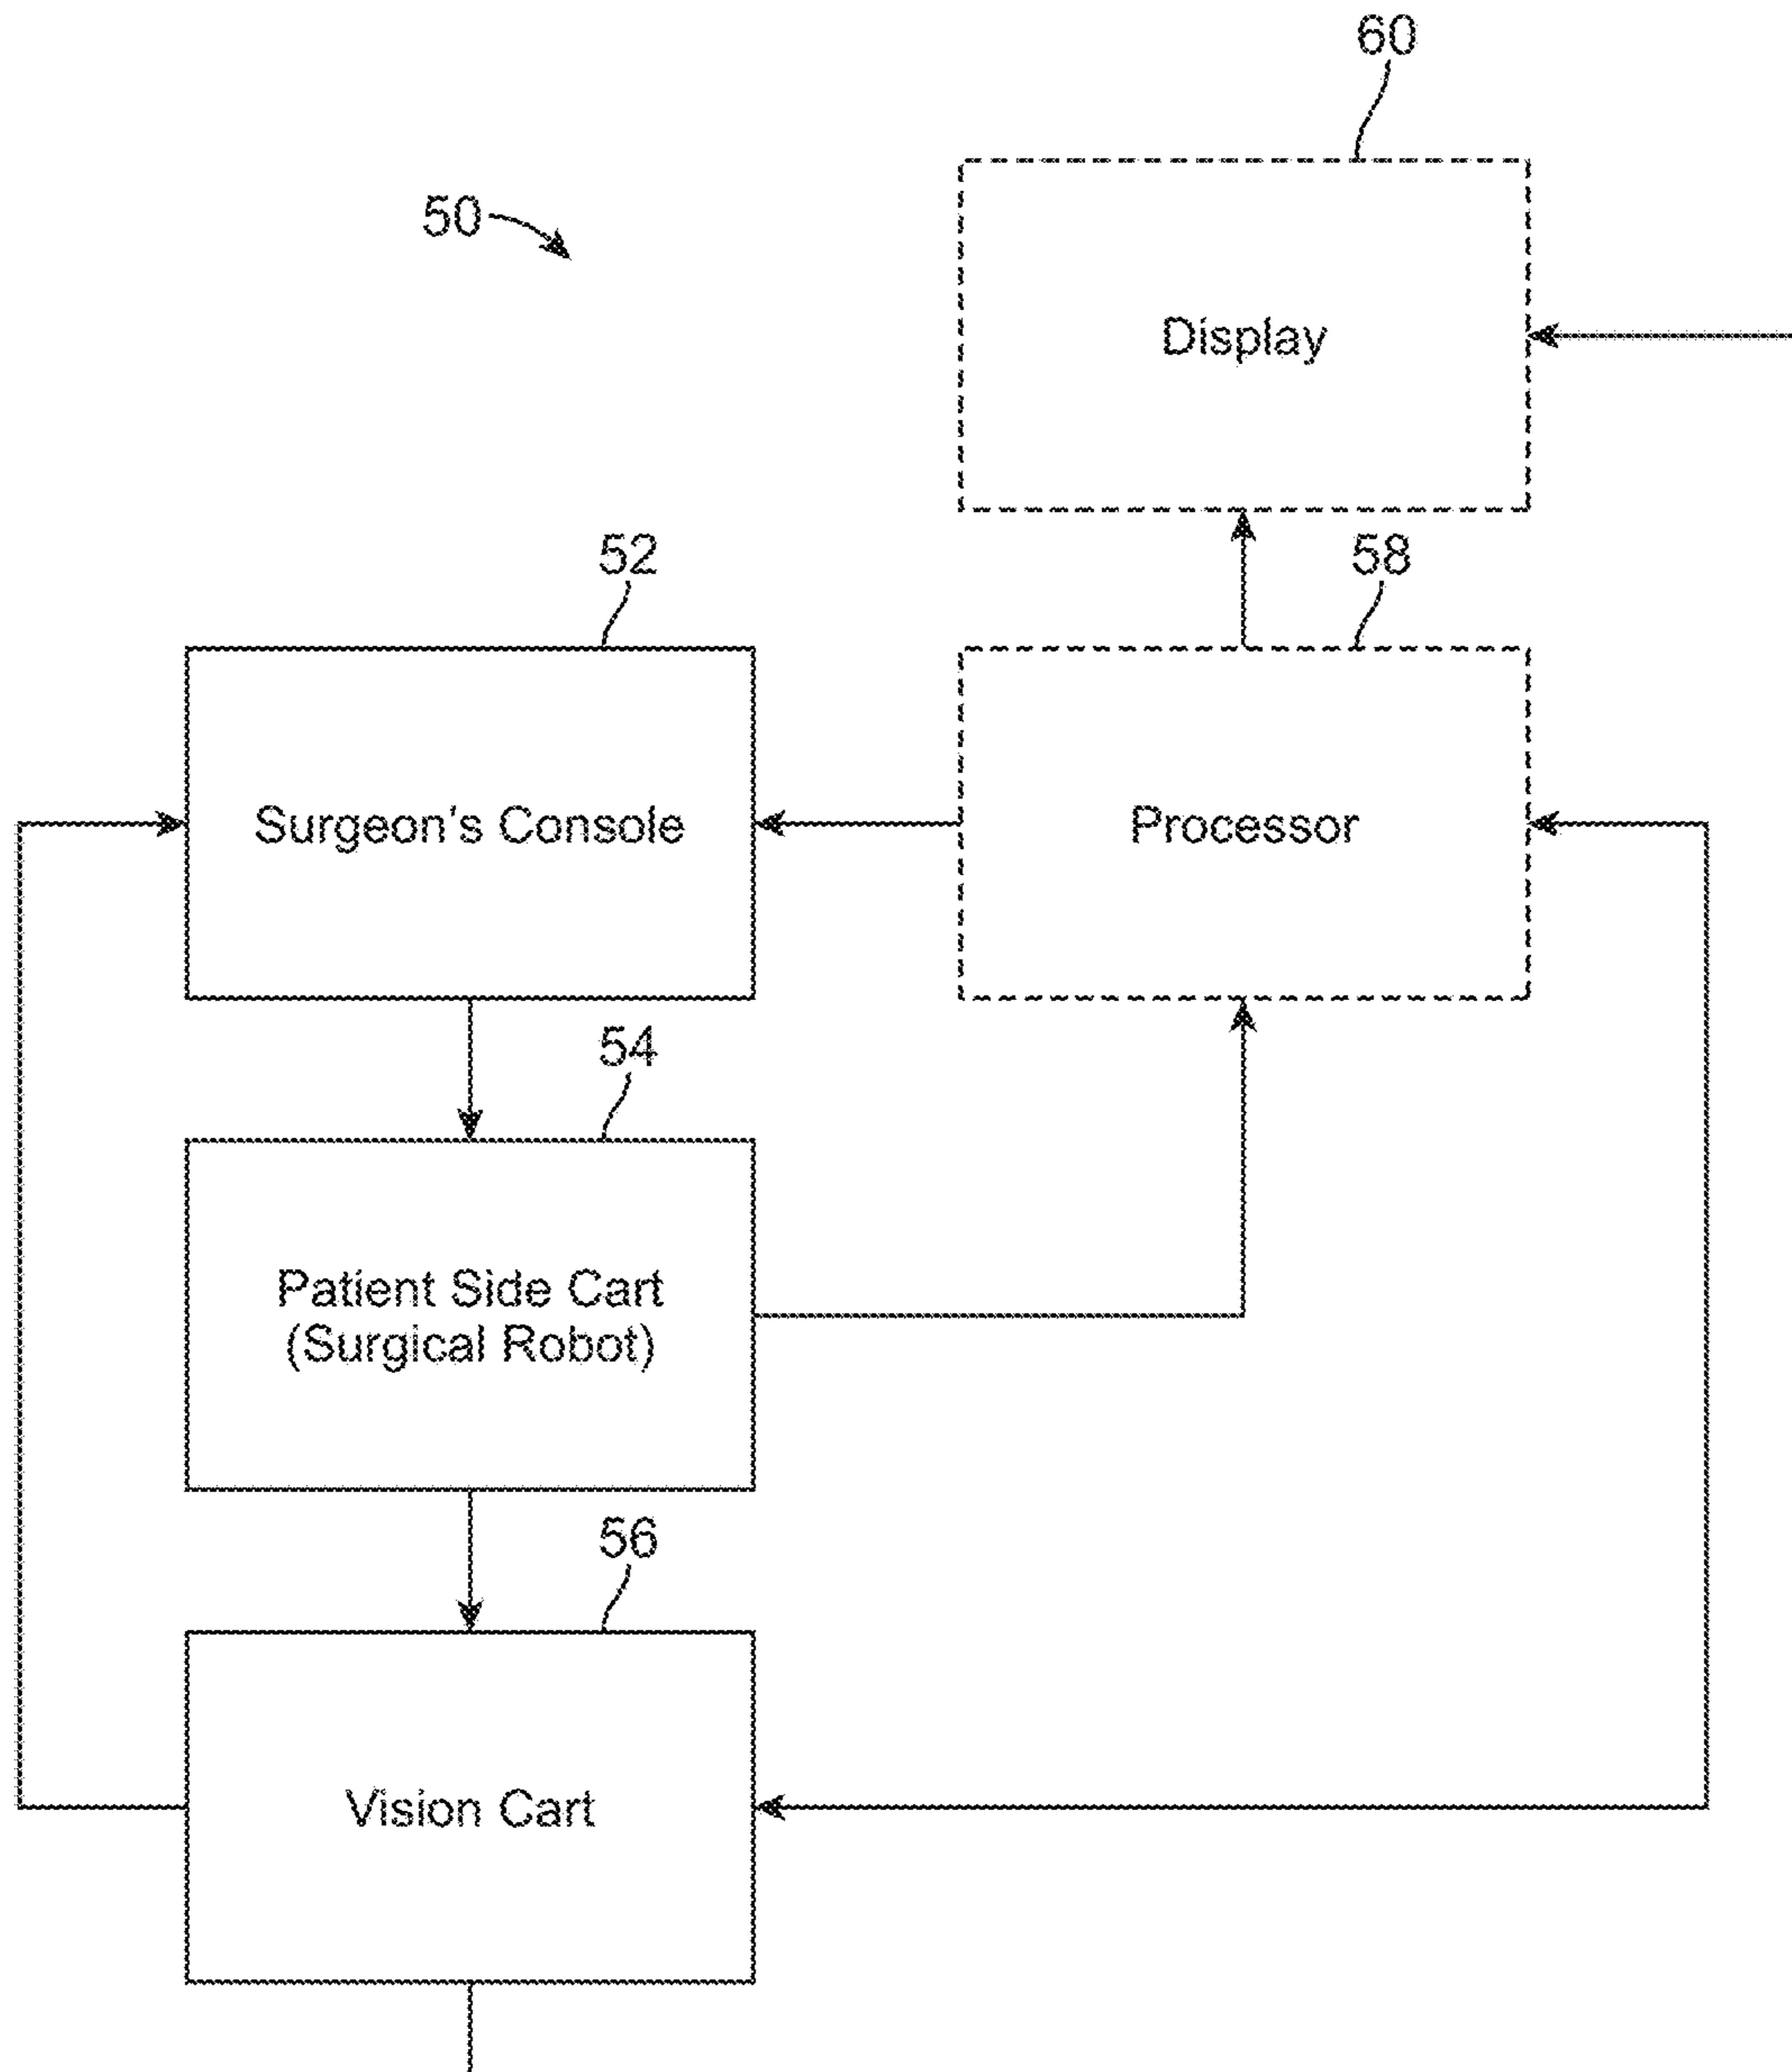 60
50
Display
52
58
Surgeon's Console
Processor
54
Patient Side Cart
(Surgical Robot)
56
Vision Cart